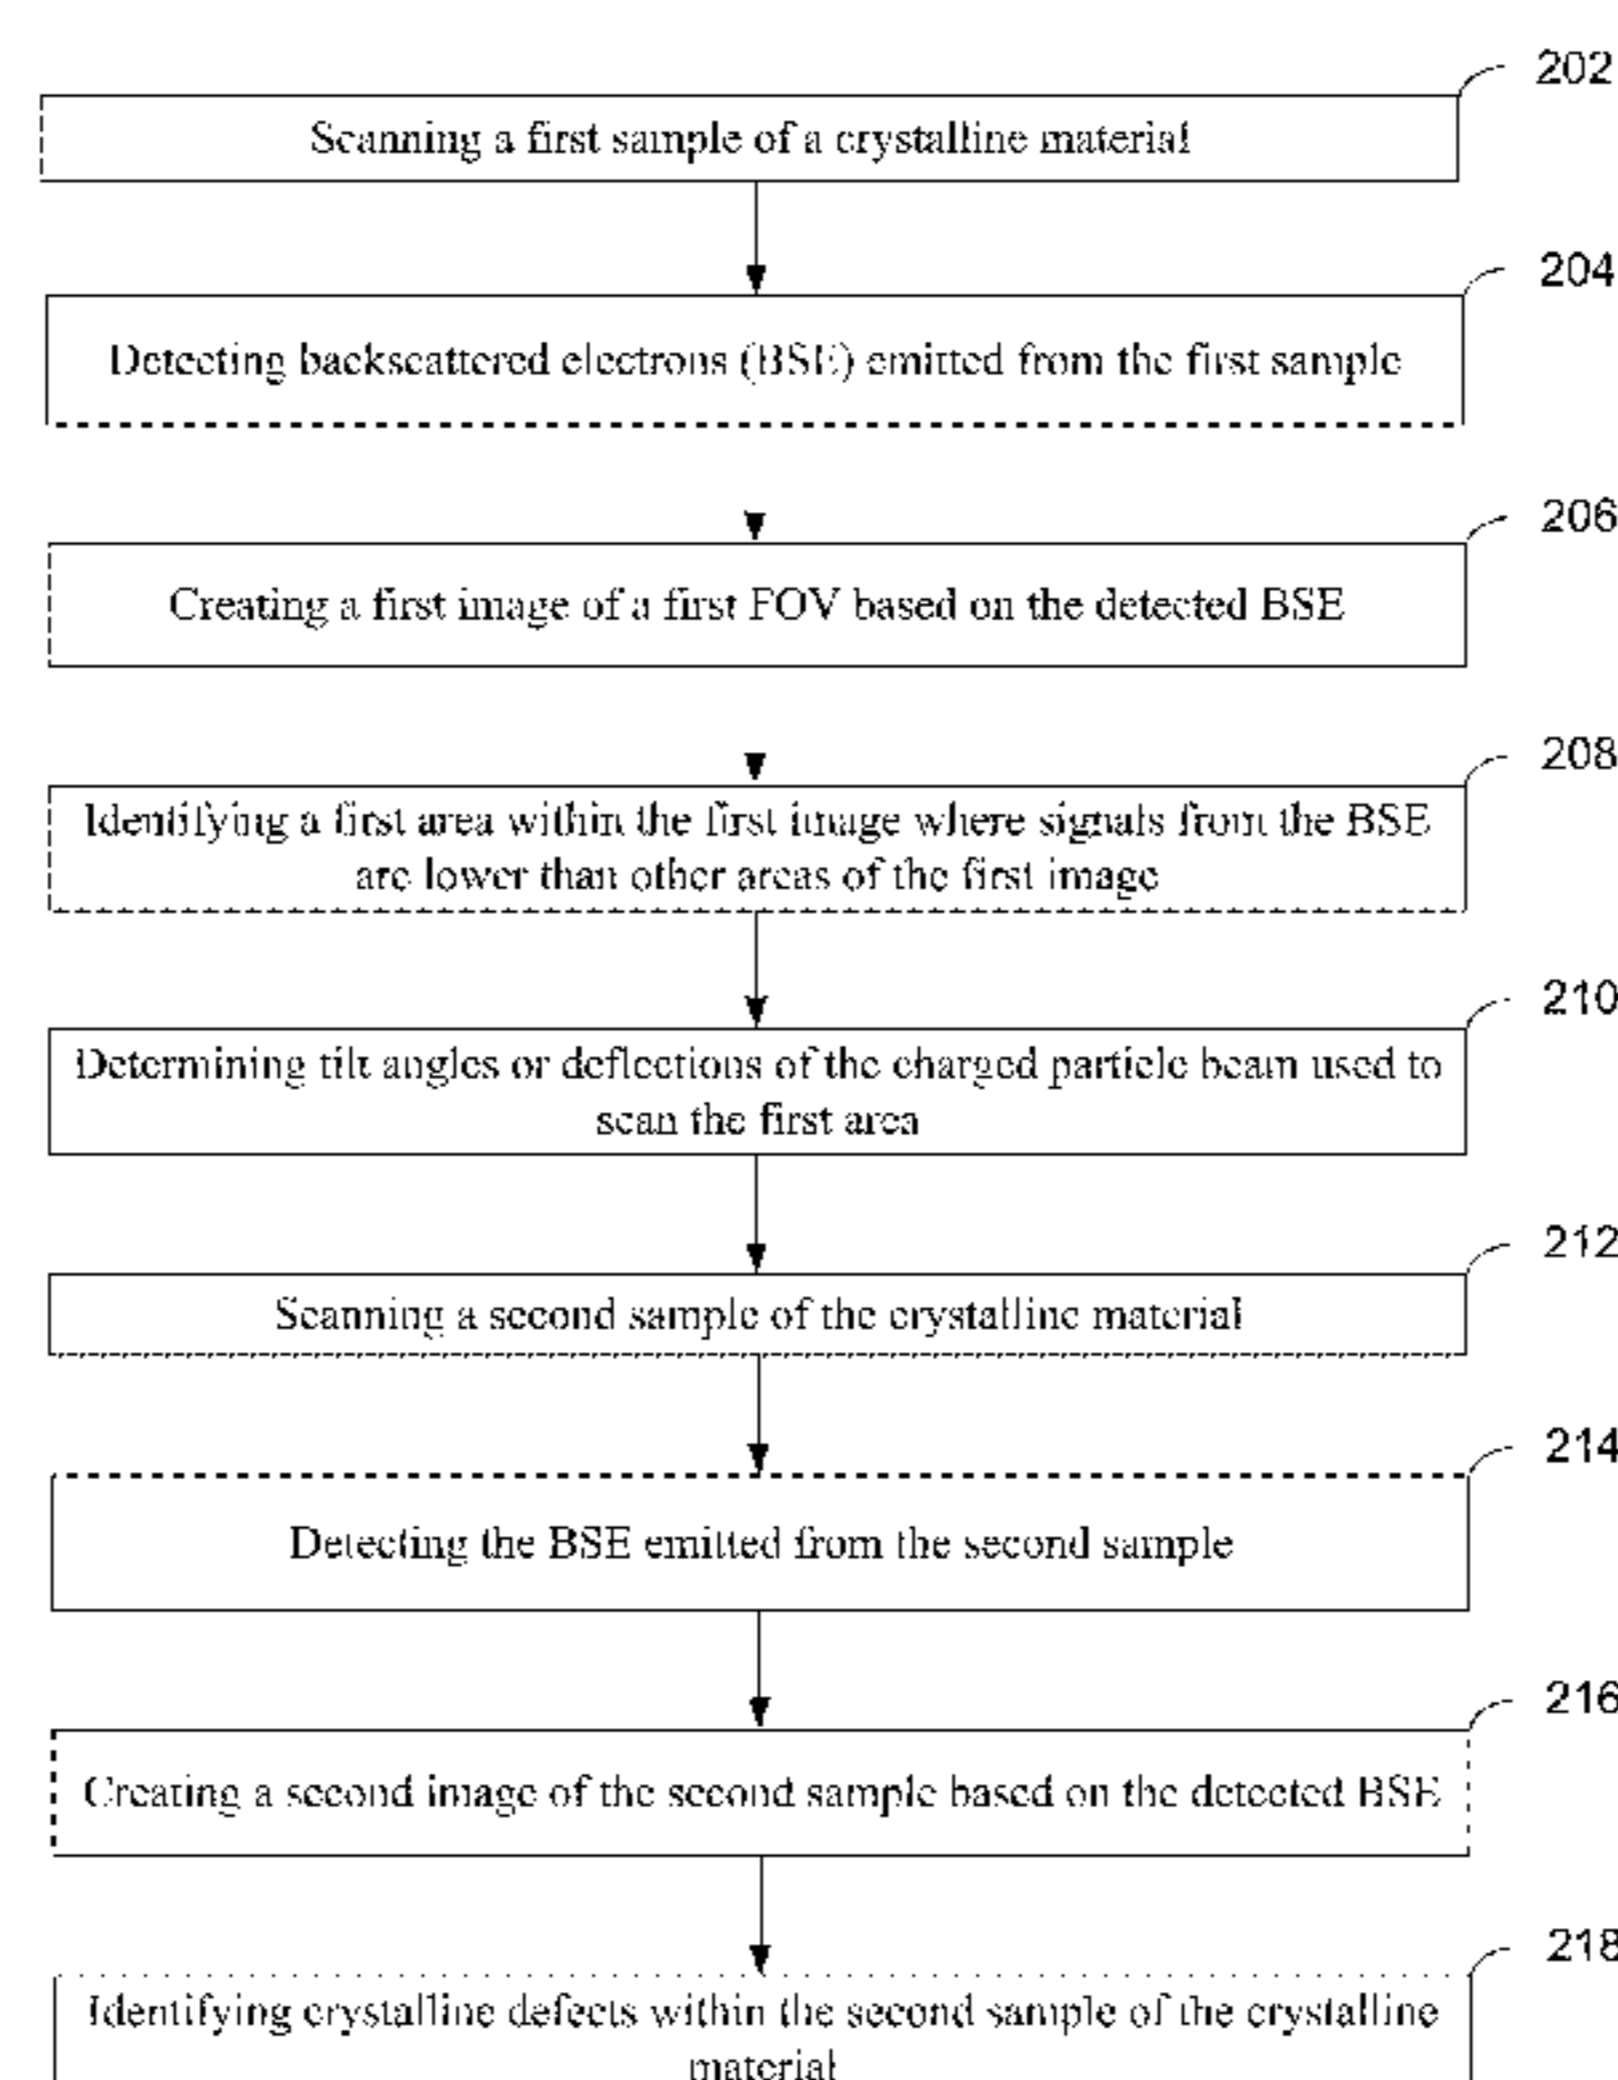 202
Scanning a first sample of a crystalline material
204
Detecting backscattered electrons (BSE) emitted from the first sample
206
Creating a first image of a first FOV based on the detected BSE
208
Identifying a first area within the first image where signals from the BSE
are lower than other areas of the first image
210
Determining tilt angles or deflections of the charged particle beam used to
scan the first area
212
Scanning a second sample of the crystalline material
214
Detecting the BSE emitted from the second sample
216
Creating a second image of the second sample based on the detected BSE
218
Identifying crystalline defects within the second sample of the crystalline
material